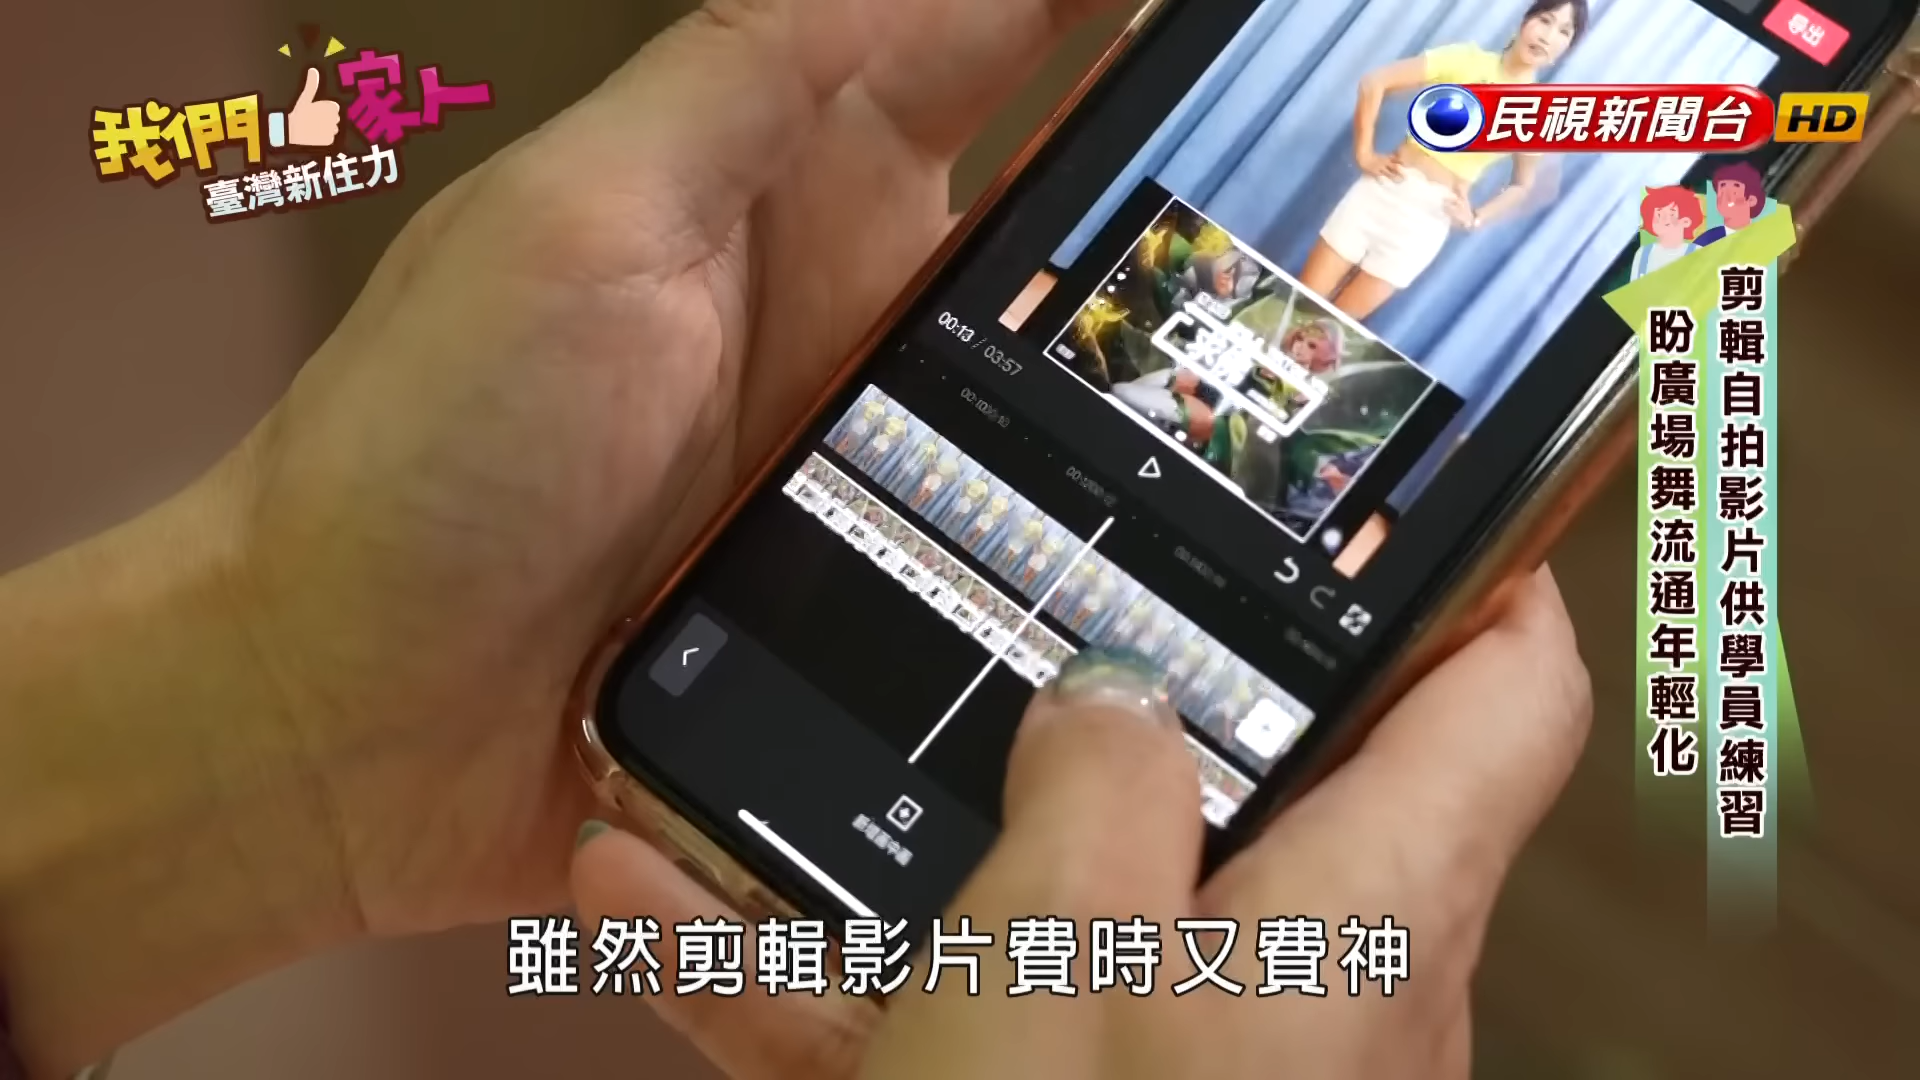 我們家人
臺灣新住力
民視新聞台
HD
導出
剪輯自拍影片供學員練習
盼廣場舞流通年輕化
00:13 / 03:57
雖然剪輯影片費時又費神